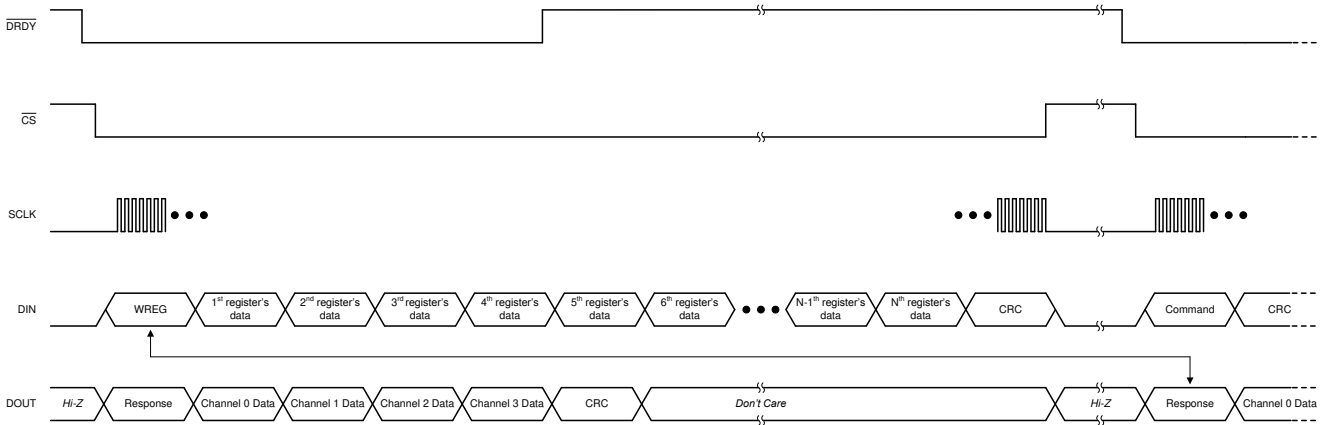 DRDY
CS
SCLK
DIN
WREG
1st register's
data
2nd register's
data
3rd register's
data
4th register's
data
5th register's
data
6th register's
data
N-1th register's
data
Nth register's
data
CRC
Command
CRC
DOUT
Hi-Z
Response
Channel 0 Data
Channel 1 Data
Channel 2 Data
Channel 3 Data
CRC
Don't Care
Hi-Z
Response
Channel 0 Data